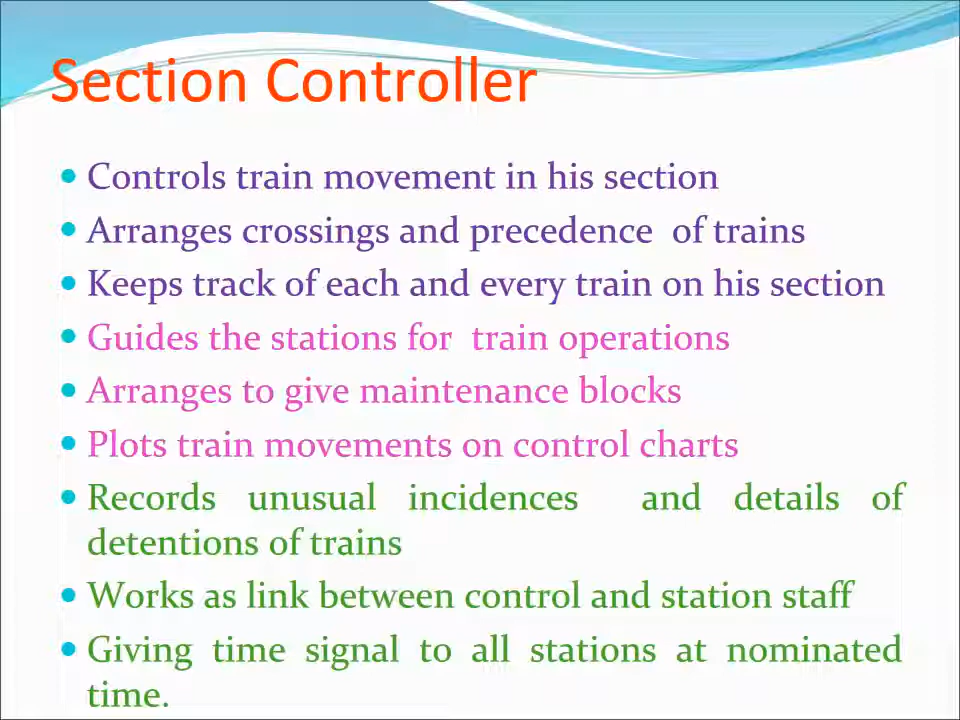 Section Controller
Controls train movement in his section
Arranges crossings and precedence of trains
Keeps track of each and every train on his section
Guides the stations for train operations
Arranges to give maintenance blocks
Plots train movements on control charts
Records unusual incidences and details of
detentions of trains
Works as link between control and station staff
Giving time signal to all stations at nominated
time.